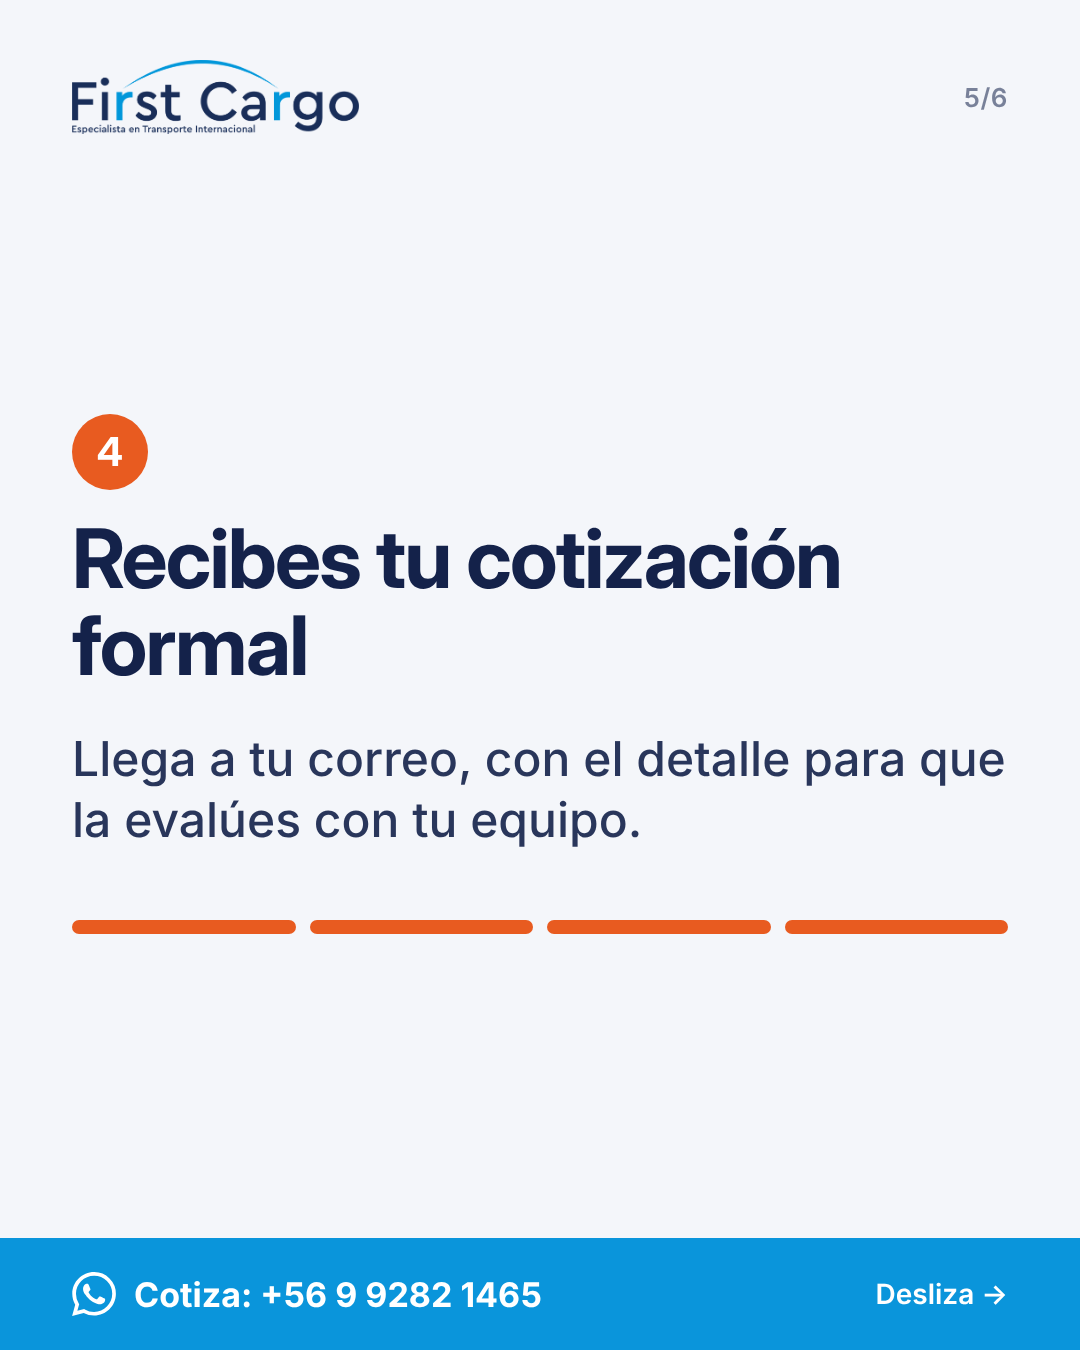 First Cargo
Especialista en Transporte Internacional
5/6
4
Recibes tu cotización
formal
Llega a tu correo, con el detalle para que
la evalúes con tu equipo.
Cotiza: +56 9 9282 1465
Desliza →